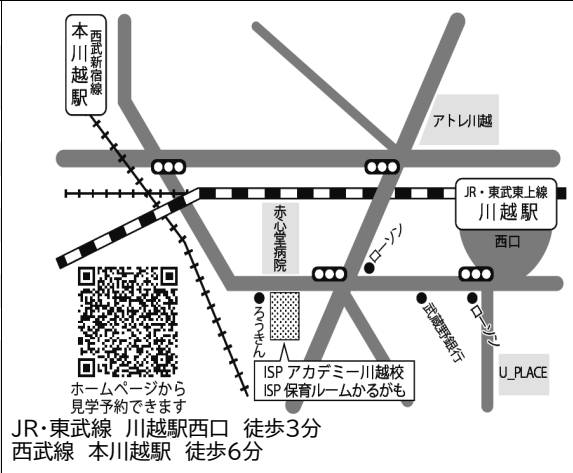 西武新宿線
本川越駅
アトレ川越
JR・東武東上線
川越駅
西口
赤心堂病院
ローソン
ろうきん
武蔵野銀行
ローソン
ISP アカデミー川越校
ISP 保育ルームかるがも
U_PLACE
ホームページから
見学予約できます
JR・東武線 川越駅西口 徒歩3分
西武線 本川越駅 徒歩6分